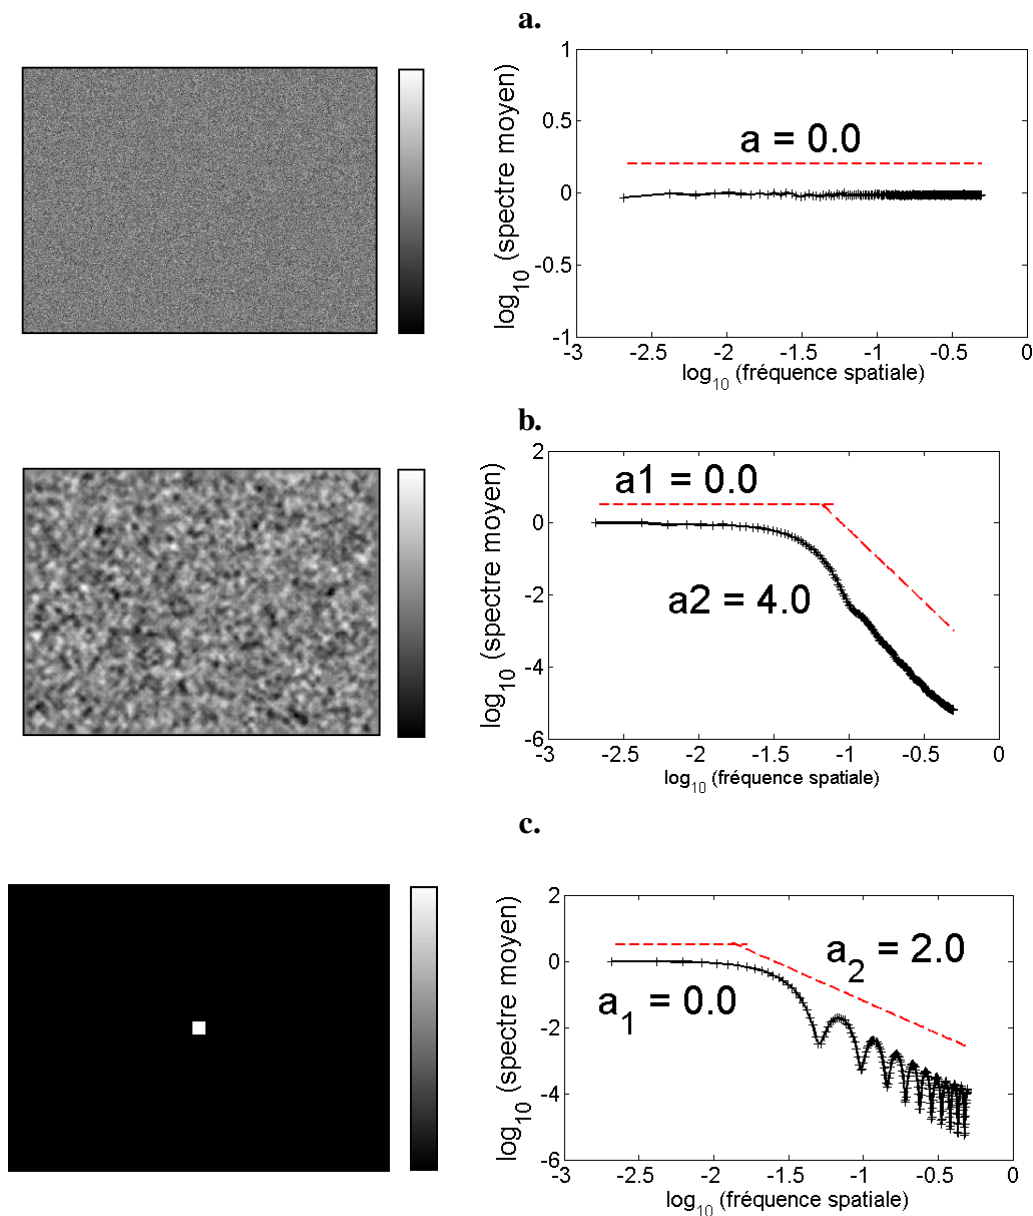 a.
1
0.5
0
-0.5
-1
log10 (spectre moyen)
a = 0.0
-3 -2.5 -2 -1.5 -1 -0.5 0
log10 (fréquence spatiale)
b.
2
0
-2
-4
-6
log10 (spectre moyen)
a1 = 0.0
a2 = 4.0
-3 -2.5 -2 -1.5 -1 -0.5 0
log10 (fréquence spatiale)
c.
2
0
-2
-4
-6
log10 (spectre moyen)
a2 = 2.0
a1 = 0.0
-3 -2.5 -2 -1.5 -1 -0.5 0
log10 (fréquence spatiale)